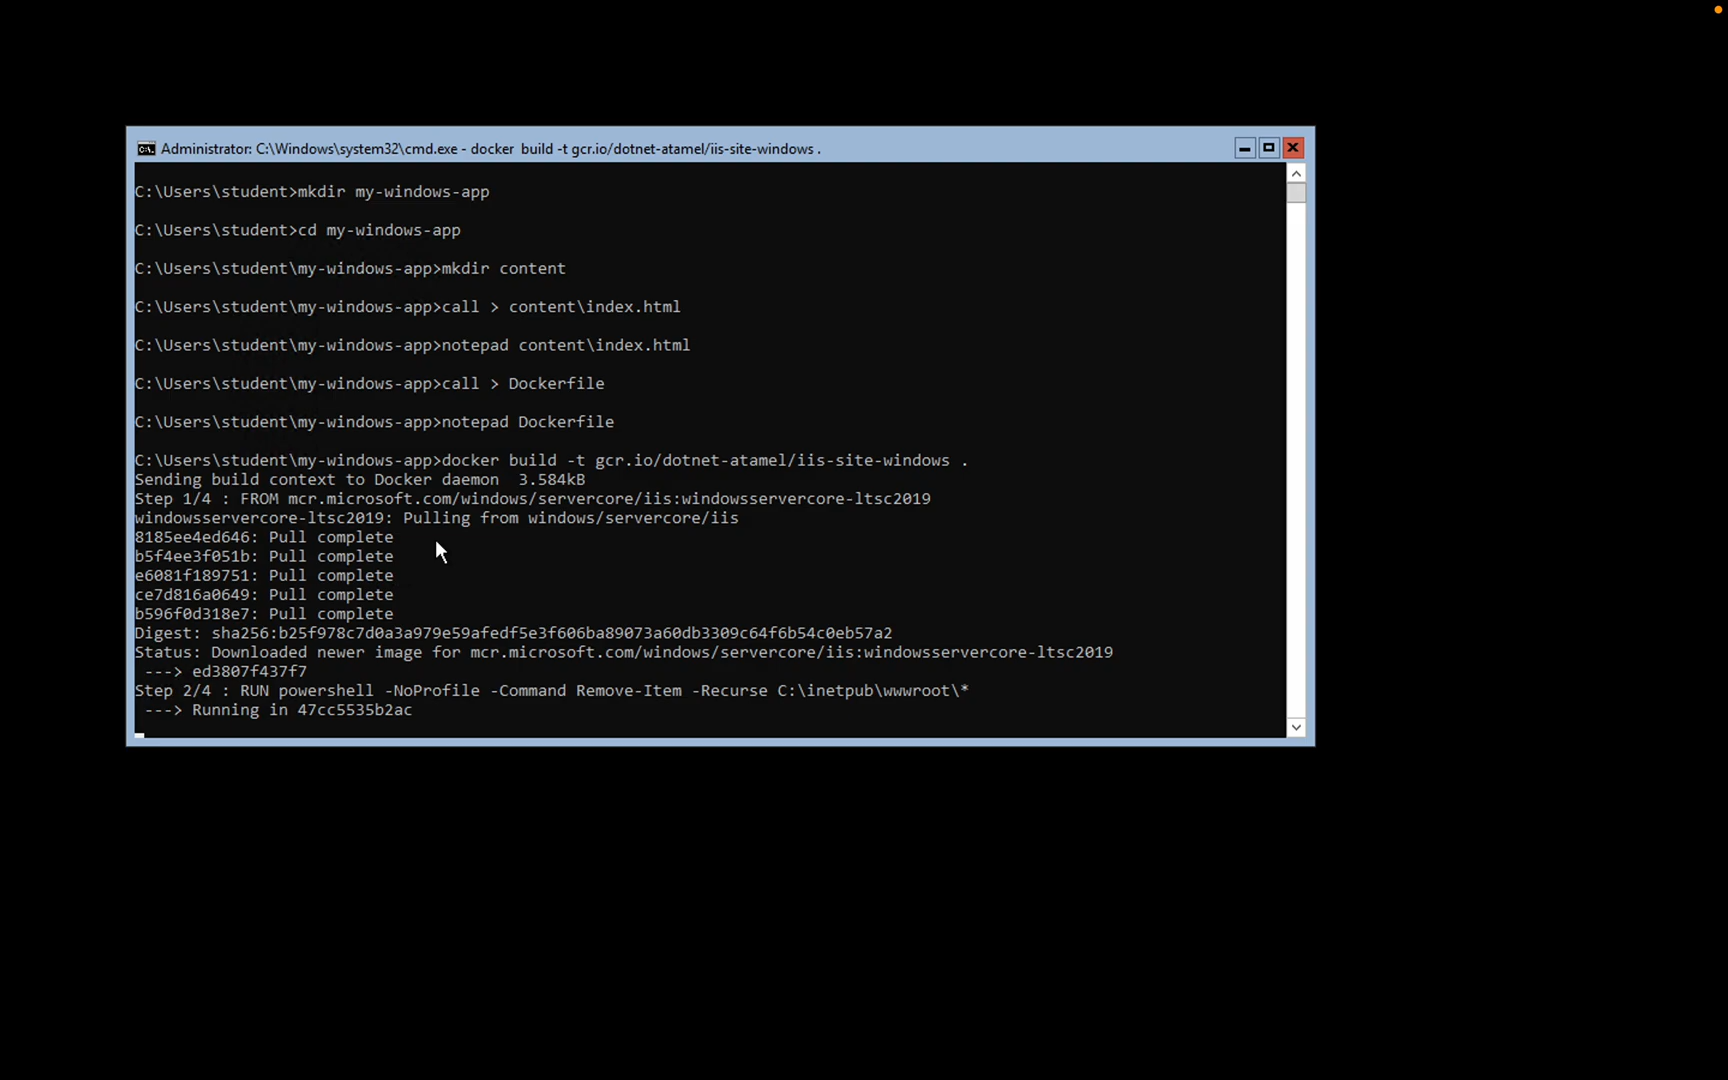 Administrator: C:\Windows\system32\cmd.exe - docker  build -t gcr.io/dotnet-atamel/iis-site-windows .
C:\Users\student>mkdir my-windows-app
C:\Users\student>cd my-windows-app
C:\Users\student\my-windows-app>mkdir content
C:\Users\student\my-windows-app>call > content\index.html
C:\Users\student\my-windows-app>notepad content\index.html
C:\Users\student\my-windows-app>call > Dockerfile
C:\Users\student\my-windows-app>notepad Dockerfile
C:\Users\student\my-windows-app>docker build -t gcr.io/dotnet-atamel/iis-site-windows .
Sending build context to Docker daemon  3.584kB
Step 1/4 : FROM mcr.microsoft.com/windows/servercore/iis:windowsservercore-ltsc2019
windowsservercore-ltsc2019: Pulling from windows/servercore/iis
8185ee4ed646: Pull complete
b5f4ee3f051b: Pull complete
e6081f189751: Pull complete
ce7d816a0649: Pull complete
b596f0d318e7: Pull complete
Digest: sha256:b25f978c7d0a3a979e59afedf5e3f606ba89073a60db3309c64f6b54c0eb57a2
Status: Downloaded newer image for mcr.microsoft.com/windows/servercore/iis:windowsservercore-ltsc2019
 ---> ed3807f437f7
Step 2/4 : RUN powershell -NoProfile -Command Remove-Item -Recurse C:\inetpub\wwwroot\*
 ---> Running in 47cc5535b2ac